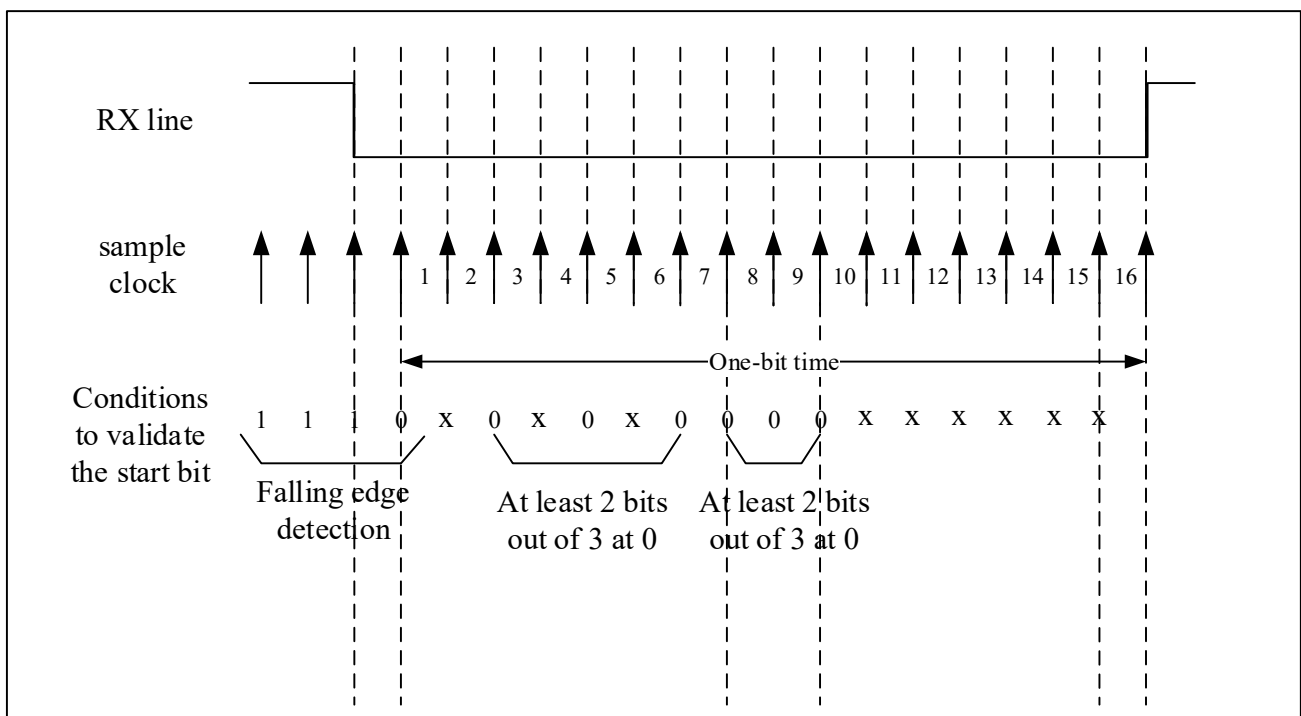 RX line
sample
clock
1 2 3 4 5 6 7 8 9 10 11 12 13 14 15 16
One-bit time
Conditions
to validate
the start bit
1 1 1 0 x 0 x 0 x 0 0 0 0 x x x x x x
Falling edge
detection
At least 2 bits
out of 3 at 0
At least 2 bits
out of 3 at 0